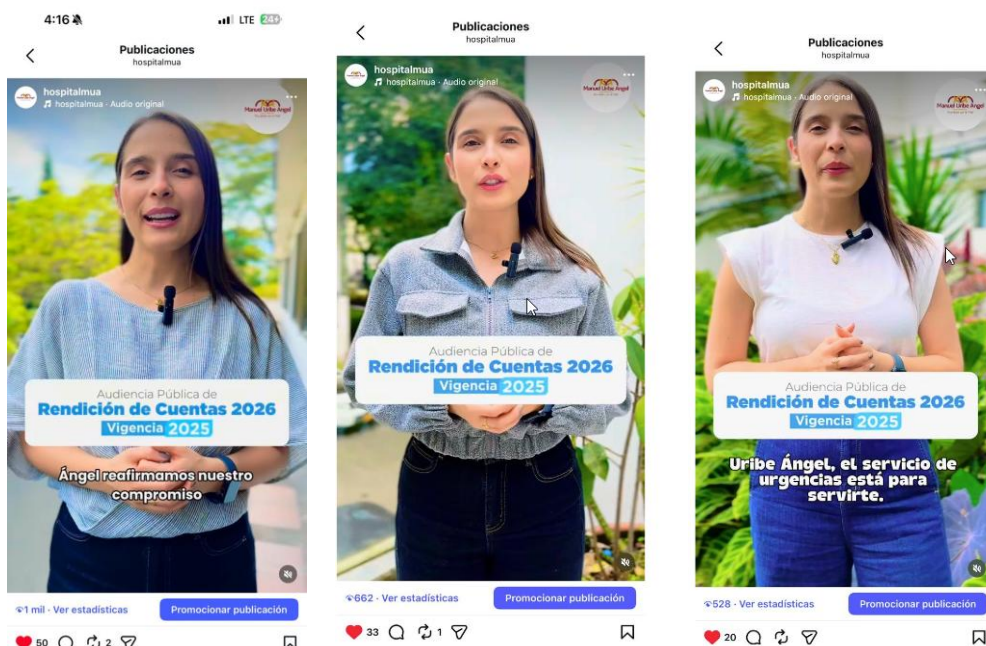 4:16
LTE
24
Publicaciones
hospitalmua
hospitalmua
hospitalmua · Audio original
Manuel Uribe Ángel
Audiencia Pública de
Rendición de Cuentas 2026
Vigencia 2025
Ángel reafirmamos nuestro
compromiso
1 mil · Ver estadísticas
Promocionar publicación
50
2
Publicaciones
hospitalmua
hospitalmua
hospitalmua · Audio original
Manuel Uribe Ángel
Audiencia Pública de
Rendición de Cuentas 2026
Vigencia 2025
662 · Ver estadísticas
Promocionar publicación
33
1
Publicaciones
hospitalmua
hospitalmua
hospitalmua · Audio original
Manuel Uribe Ángel
Audiencia Pública de
Rendición de Cuentas 2026
Vigencia 2025
Uribe Ángel, el servicio de
urgencias está para
servirte.
528 · Ver estadísticas
Promocionar publicación
20